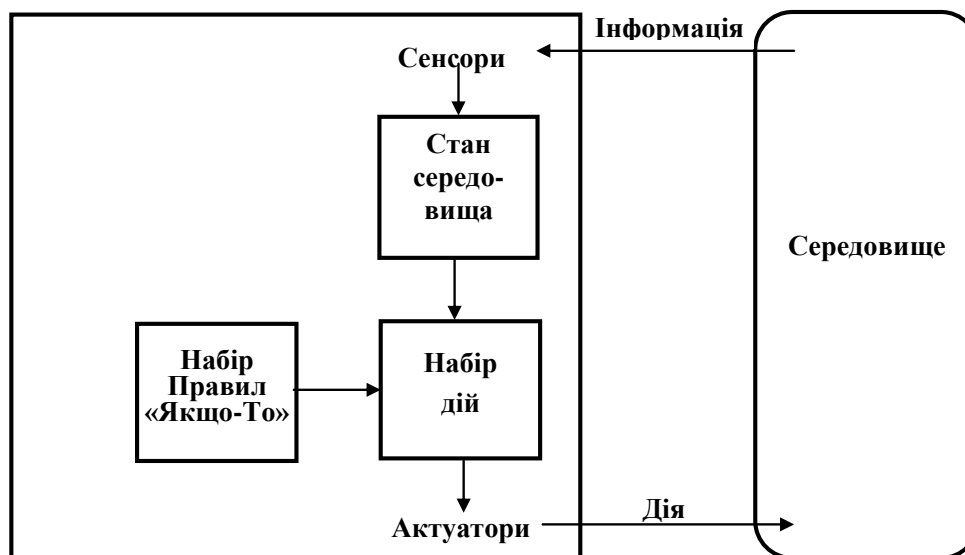 Інформація
Сенсори
Стан
середо-
вища
Середовище
Набір
Правил
«Якщо-То»
Набір
дій
Актуатори
Дія